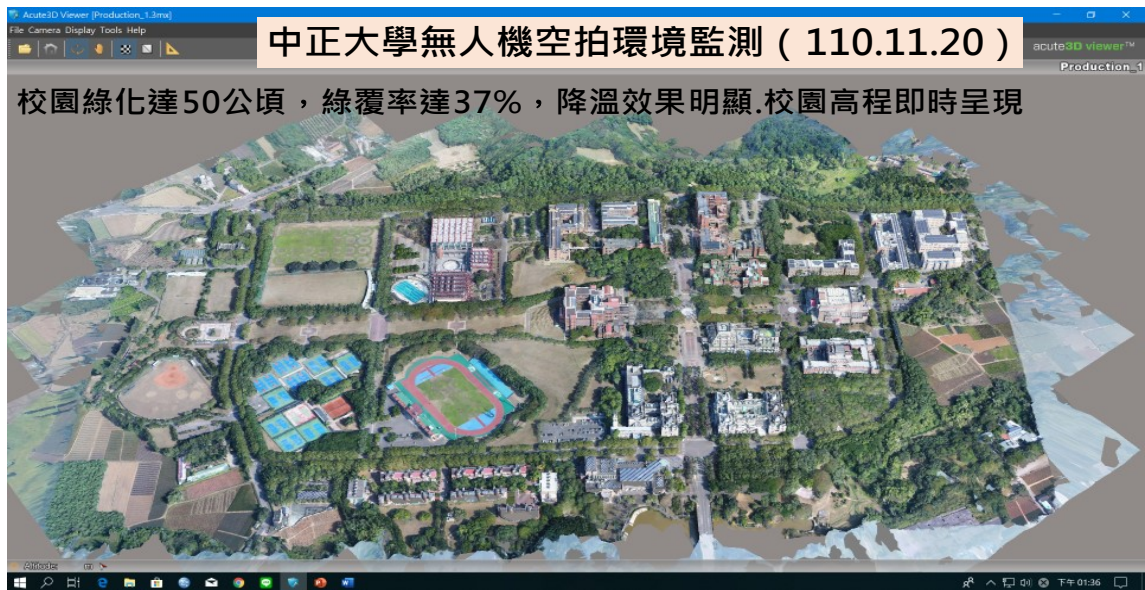 Acute3D Viewer [Production_1.3mx]
File Camera Display Tools Help
中正大學無人機空拍環境監測（110.11.20）
acute3D viewer™
Production_1
校園綠化達50公頃，綠覆率達37%，降溫效果明顯.校園高程即時呈現
Altitude:
下午 01:36